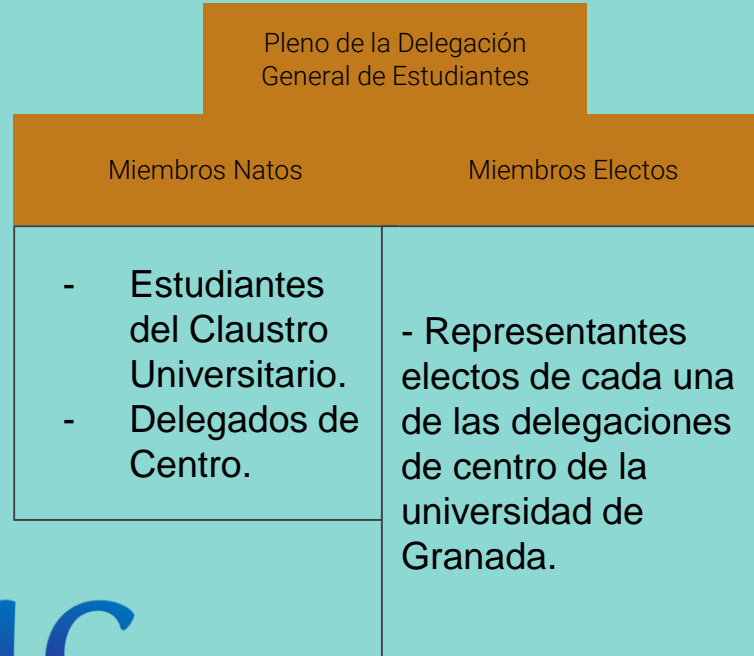 Pleno de la Delegación
General de Estudiantes
Miembros Natos
Miembros Electos
- Estudiantes
del Claustro
Universitario.
- Delegados de
Centro.
- Representantes
electos de cada una
de las delegaciones
de centro de la
universidad de
Granada.